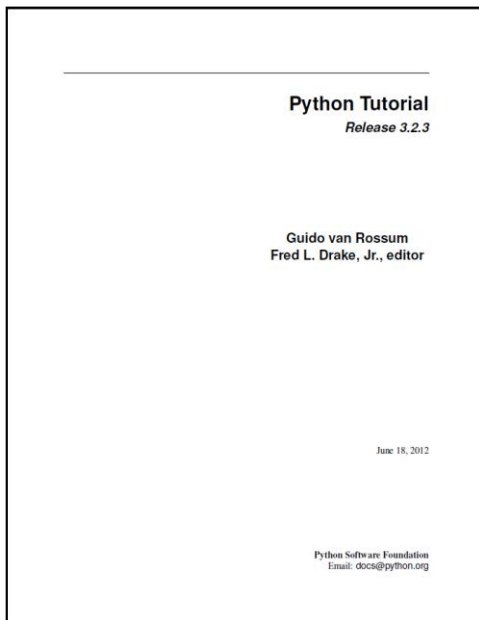 Python Tutorial
Release 3.2.3
Guido van Rossum
Fred L. Drake, Jr., editor
June 18, 2012
Python Software Foundation
Email: docs@python.org